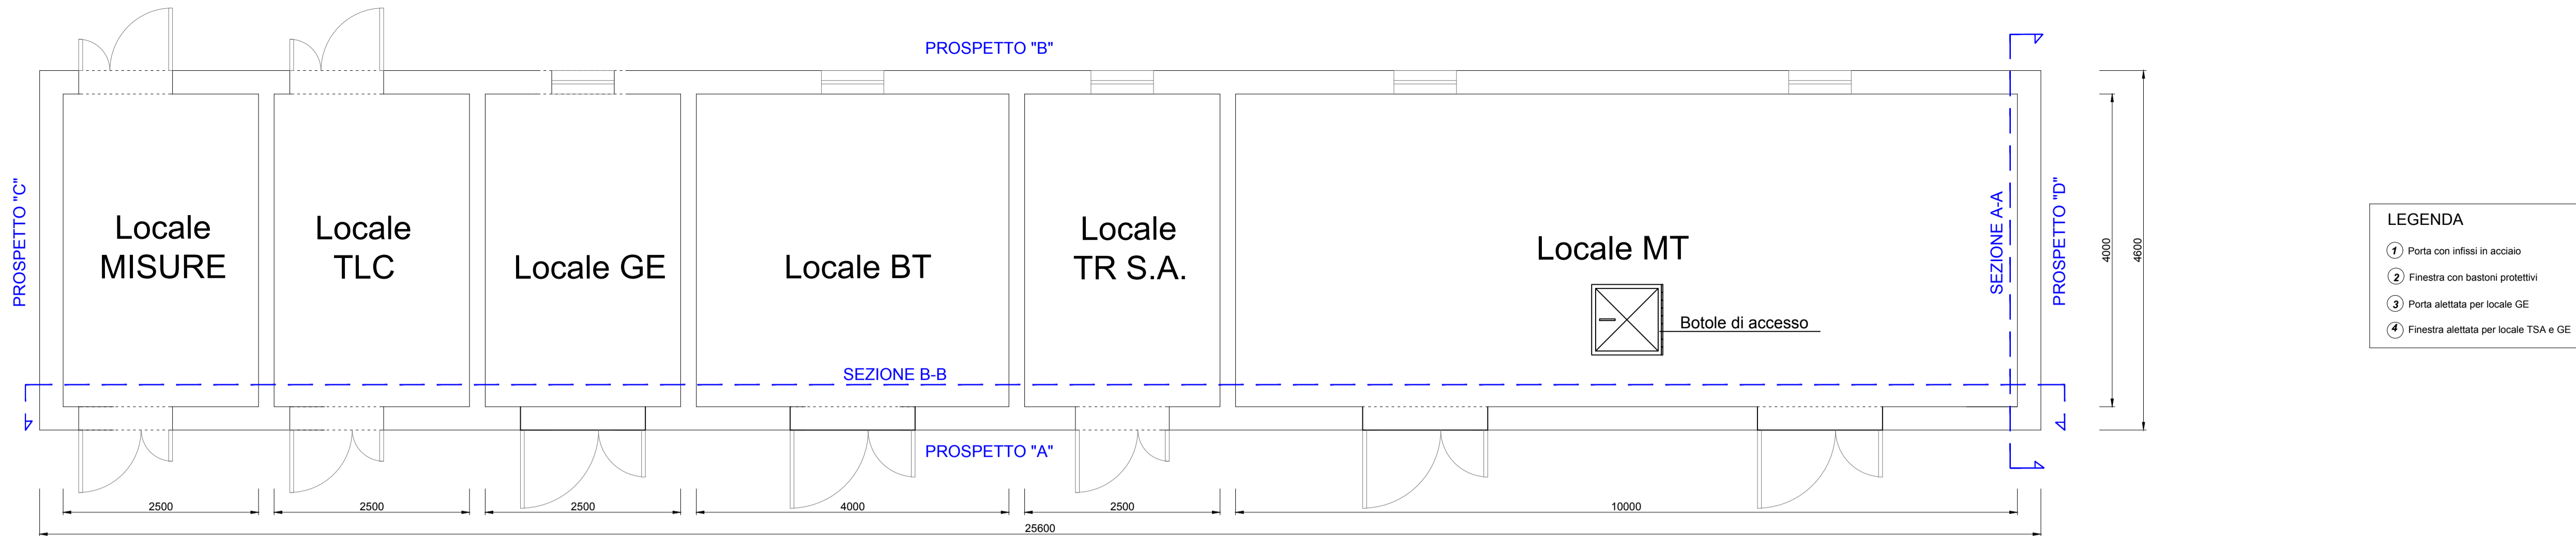 PROSPETTO "B"
PROSPETTO "C"
Locale
MISURE
Locale
TLC
Locale GE
Locale BT
Locale
TR S.A.
Locale MT
Botole di accesso
SEZIONE A-A
PROSPETTO "D"
4000
4600
SEZIONE B-B
PROSPETTO "A"
2500
2500
2500
4000
2500
10000
25600
LEGENDA
1 Porta con infissi in acciaio
2 Finestra con bastoni protettivi
3 Porta alettata per locale GE
4 Finestra alettata per locale TSA e GE